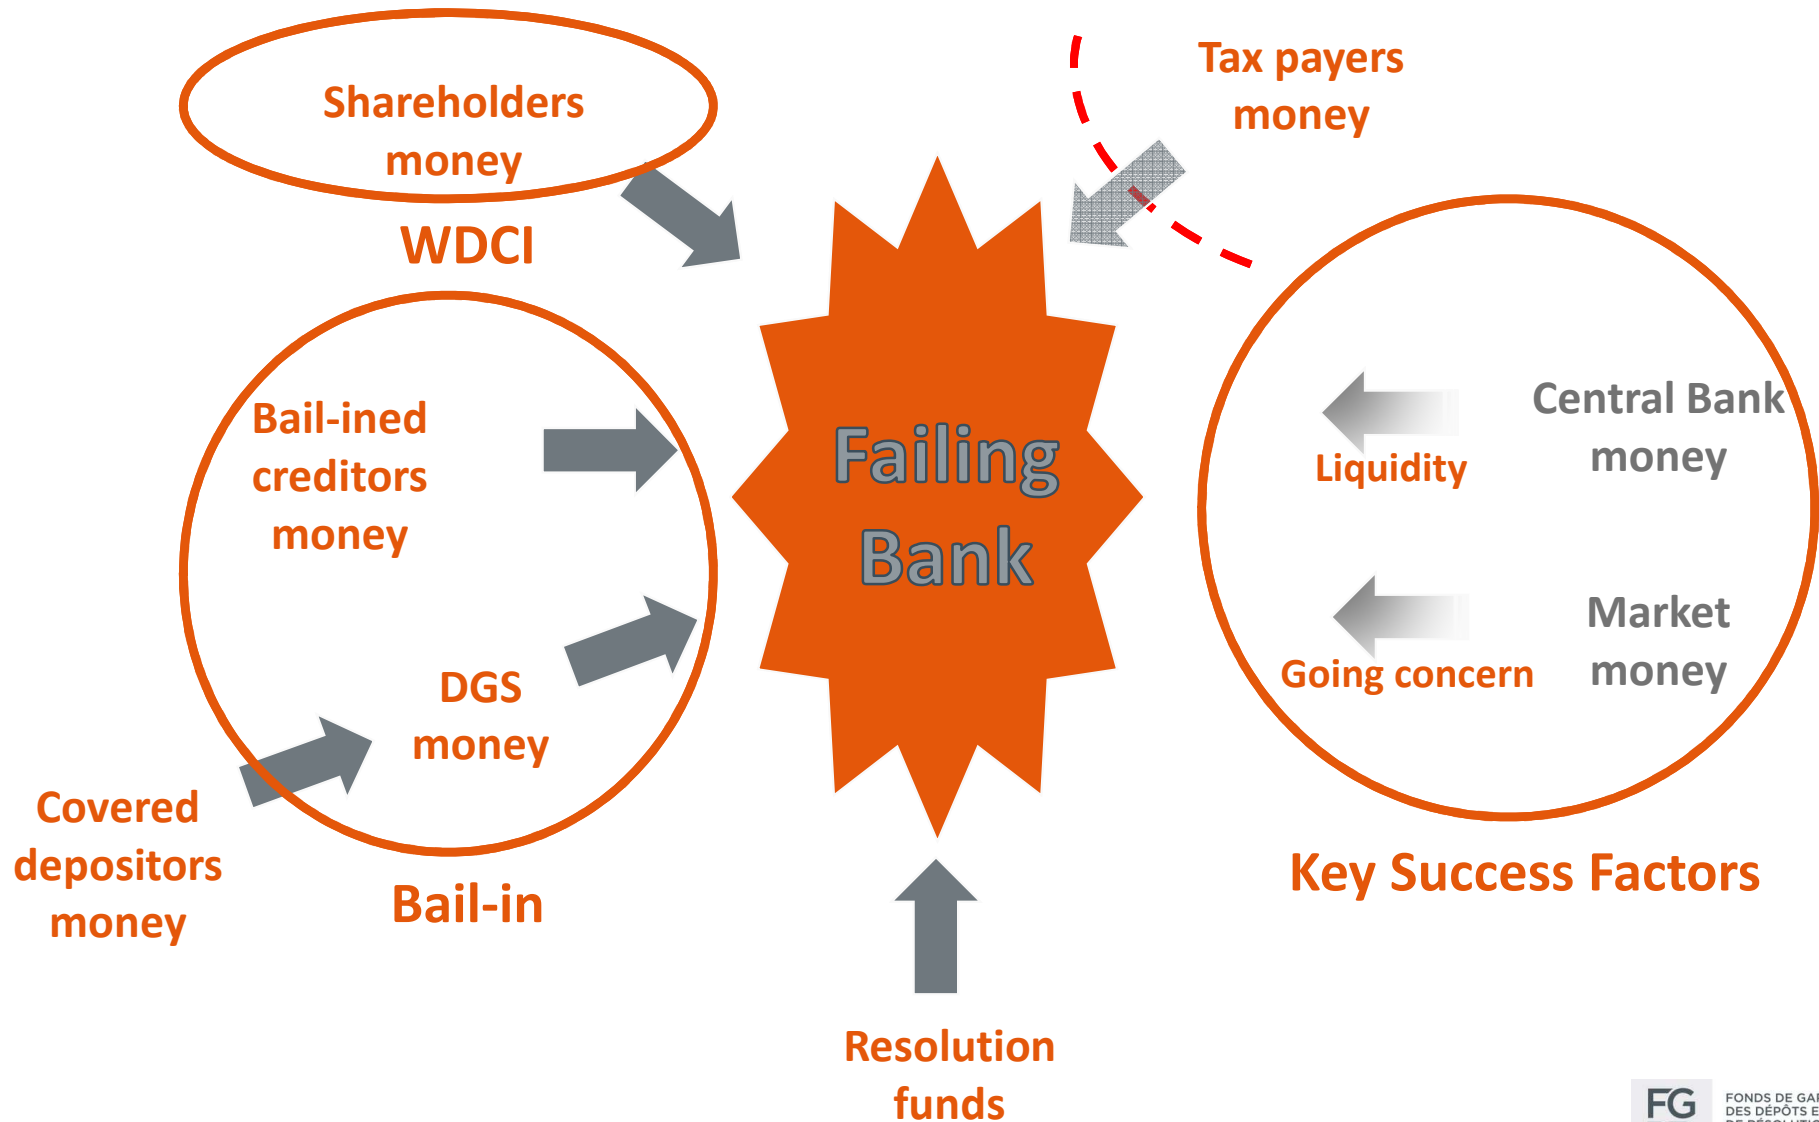 Shareholders
money
WDCI
Tax payers
money
Bail-ined
creditors
money
DGS
money
Covered
depositors
money
Bail-in
Failing
Bank
Resolution
funds
Central Bank
money
Liquidity
Market
money
Going concern
Key Success Factors
FG
FONDS DE GAR
DES DÉPÔTS E